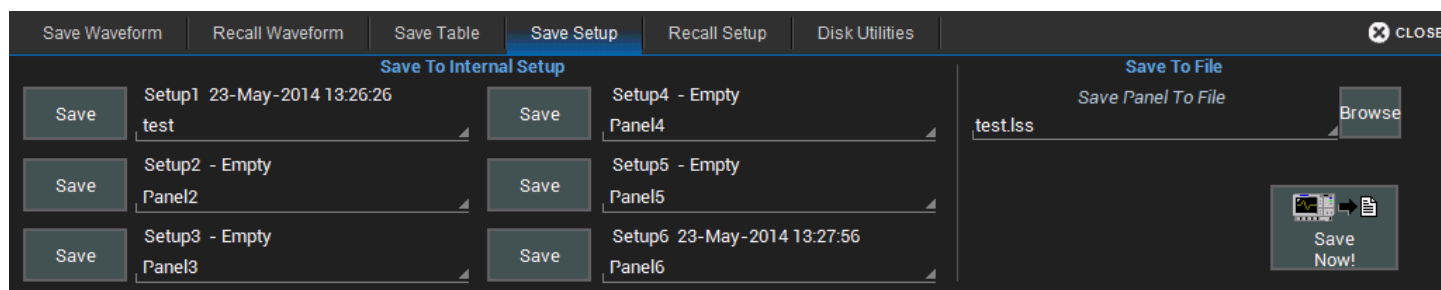 Save Waveform Recall Waveform Save Table Save Setup Recall Setup Disk Utilities CLOSE
Save To Internal Setup
Save Setup1 23-May-2014 13:26:26
test
Save Setup2 - Empty
Panel2
Save Setup3 - Empty
Panel3
Save Setup4 - Empty
Panel4
Save Setup5 - Empty
Panel5
Save Setup6 23-May-2014 13:27:56
Panel6
Save To File
Save Panel To File
test.lss Browse
Save
Now!